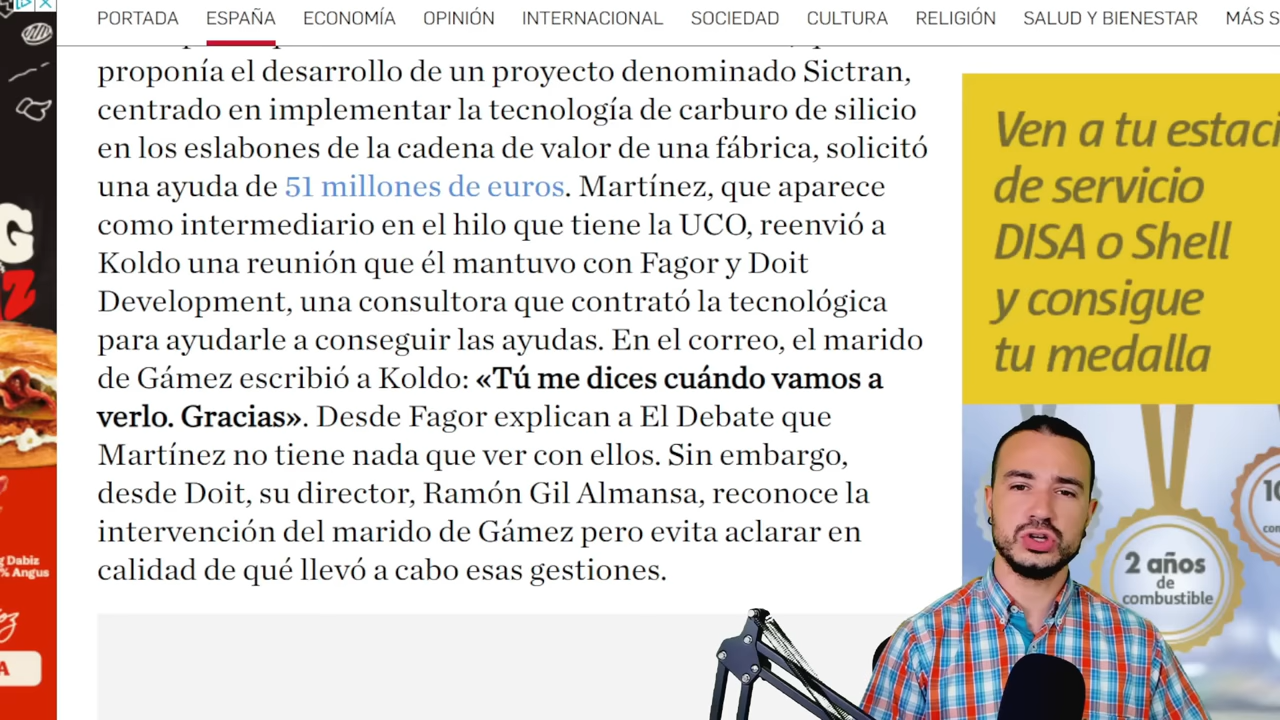 PORTADA ESPAÑA ECONOMÍA OPINIÓN INTERNACIONAL SOCIEDAD CULTURA RELIGIÓN SALUD Y BIENESTAR MÁS S
proponía el desarrollo de un proyecto denominado Sictran,
centrado en implementar la tecnología de carburo de silicio
en los eslabones de la cadena de valor de una fábrica, solicitó
una ayuda de 51 millones de euros. Martínez, que aparece
como intermediario en el hilo que tiene la UCO, reenvió a
Koldo una reunión que él mantuvo con Fagor y Doit
Development, una consultora que contrató la tecnológica
para ayudarle a conseguir las ayudas. En el correo, el marido
de Gámez escribió a Koldo: «Tú me dices cuándo vamos a
verlo. Gracias». Desde Fagor explican a El Debate que
Martínez no tiene nada que ver con ellos. Sin embargo,
desde Doit, su director, Ramón Gil Almansa, reconoce la
intervención del marido de Gámez pero evita aclarar en
calidad de qué llevó a cabo esas gestiones.
Ven a tu estaci
de servicio
DISA o Shell
y consigue
tu medalla
2 años
de
combustible
10
G
Z
g Dabiz
% Angus
A